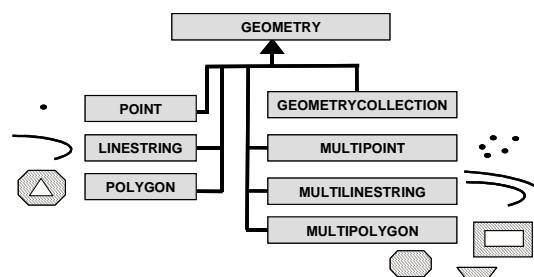 GEOMETRY
POINT
GEOMETRYCOLLECTION
LINESTRING
MULTIPOINT
POLYGON
MULTILINESTRING
MULTIPOLYGON